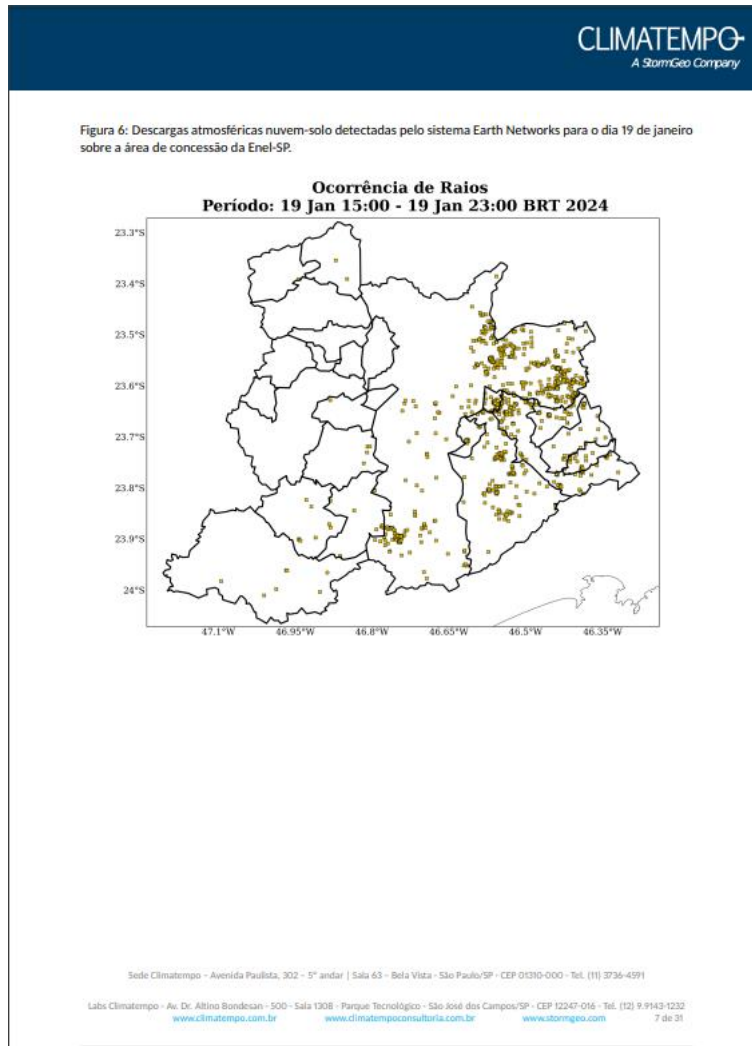 CLIMATEMPO
A StormGeo Company
Figura 6: Descargas atmosféricas nuvem-solo detectadas pelo sistema Earth Networks para o dia 19 de janeiro
sobre a área de concessão da Enel-SP.
Ocorrência de Raios
Período: 19 Jan 15:00 - 19 Jan 23:00 BRT 2024
23.3°S
23.4°S
23.5°S
23.6°S
23.7°S
23.8°S
23.9°S
24°S
47.1°W 46.95°W 46.8°W 46.65°W 46.5°W 46.35°W
Sede Climatempo – Avenida Paulista, 302 – 5° andar | Sala 63 – Bela Vista - São Paulo/SP - CEP 01310-000 - Tel. (11) 3736-4591
Labs Climatempo - Av. Dr. Altino Bondesan - 500 - Sala 1308 - Parque Tecnológico - São José dos Campos/SP - CEP 12247-016 - Tel. (12) 9.9143-1232
www.climatempo.com.br www.climatempoconsultoria.com.br www.stormgeo.com 7 de 31